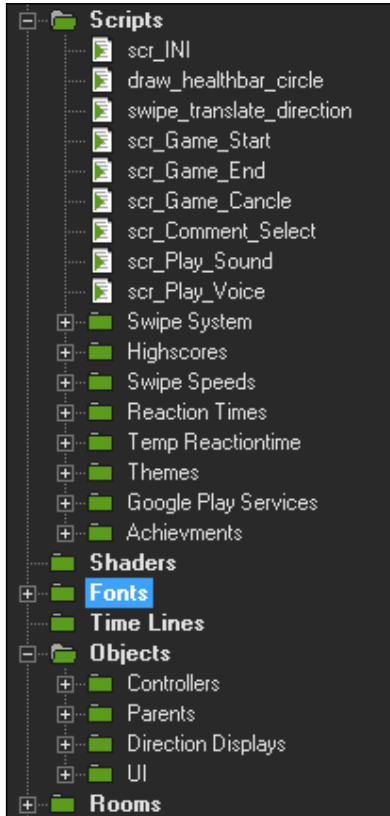 Scripts
scr_INI
draw_healthbar_circle
swipe_translate_direction
scr_Game_Start
scr_Game_End
scr_Game_Cancle
scr_Comment_Select
scr_Play_Sound
scr_Play_Voice
Swipe System
Highscores
Swipe Speeds
Reaction Times
Temp Reactiontime
Themes
Google Play Services
Achievments
Shaders
Fonts
Time Lines
Objects
Controllers
Parents
Direction Displays
UI
Rooms